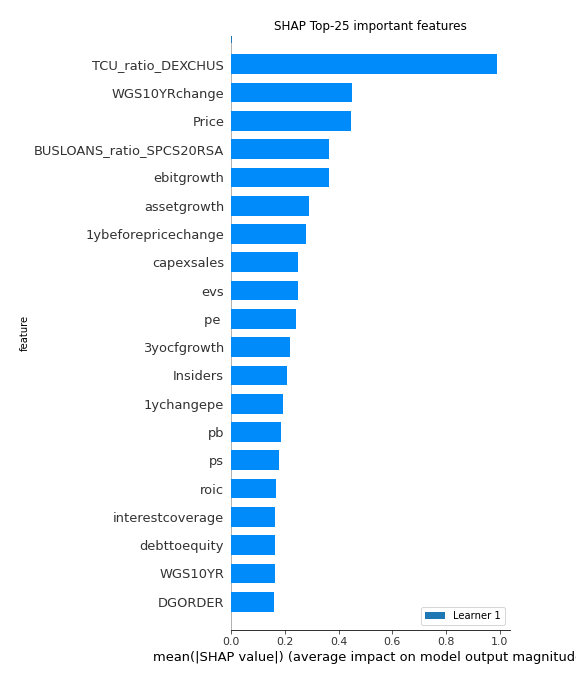 SHAP Top-25 important features
TCU_ratio_DEXCHUS
WGS10YRchange
Price
BUSLOANS_ratio_SPCS20RSA
ebitgrowth
assetgrowth
1ybeforepricechange
capexsales
evs
pe
3yocfgrowth
Insiders
1ychangepe
pb
ps
roic
interestcoverage
debttoequity
WGS10YR
DGORDER
feature
Learner 1
0.0 0.2 0.4 0.6 0.8 1.0
mean(|SHAP value|) (average impact on model output magnitud